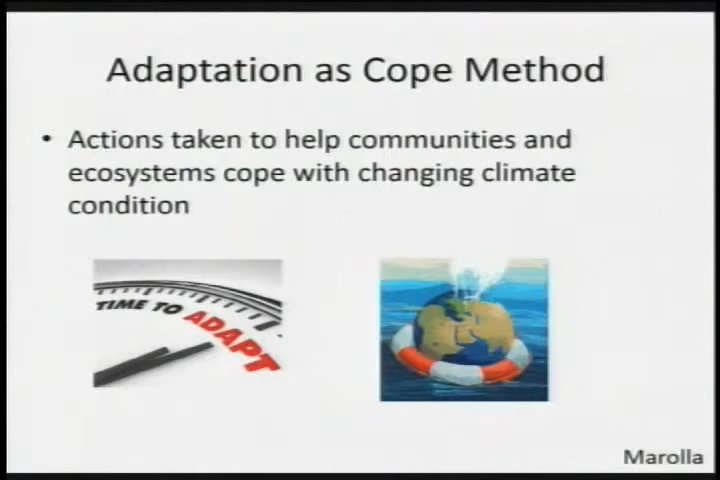 Adaptation as Cope Method
• Actions taken to help communities and
ecosystems cope with changing climate
condition
TIME TO ADAPT
Marolla